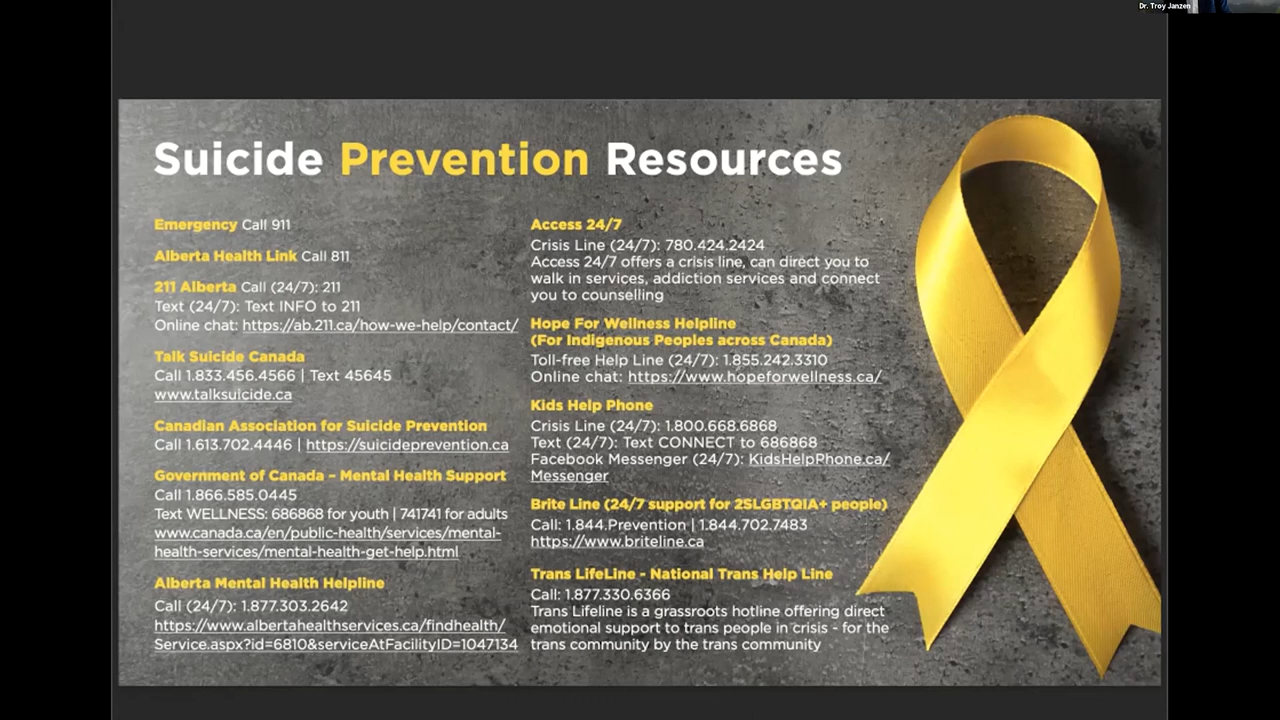 Dr. Troy Janzen
Suicide Prevention Resources
Emergency Call 911
Alberta Health Link Call 811
211 Alberta Call (24/7): 211
Text (24/7): Text INFO to 211
Online chat: https://ab.211.ca/how-we-help/contact/
Talk Suicide Canada
Call 1.833.456.4566 | Text 45645
www.talksuicide.ca
Canadian Association for Suicide Prevention
Call 1.613.702.4446 | https://suicideprevention.ca
Government of Canada – Mental Health Support
Call 1.866.585.0445
Text WELLNESS: 686868 for youth | 741741 for adults
www.canada.ca/en/public-health/services/mental-
health-services/mental-health-get-help.html
Alberta Mental Health Helpline
Call (24/7): 1.877.303.2642
https://www.albertahealthservices.ca/findhealth/
Service.aspx?id=6810&serviceAtFacilityID=1047134
Access 24/7
Crisis Line (24/7): 780.424.2424
Access 24/7 offers a crisis line, can direct you to
walk in services, addiction services and connect
you to counselling
Hope For Wellness Helpline
(For Indigenous Peoples across Canada)
Toll-free Help Line (24/7): 1.855.242.3310
Online chat: https://www.hopeforwellness.ca/
Kids Help Phone
Crisis Line (24/7): 1.800.668.6868
Text (24/7): Text CONNECT to 686868
Facebook Messenger (24/7): KidsHelpPhone.ca/
Messenger
Brite Line (24/7 support for 2SLGBTQIA+ people)
Call: 1.844.Prevention | 1.844.702.7483
https://www.briteline.ca
Trans LifeLine - National Trans Help Line
Call: 1.877.330.6366
Trans Lifeline is a grassroots hotline offering direct
emotional support to trans people in crisis - for the
trans community by the trans community